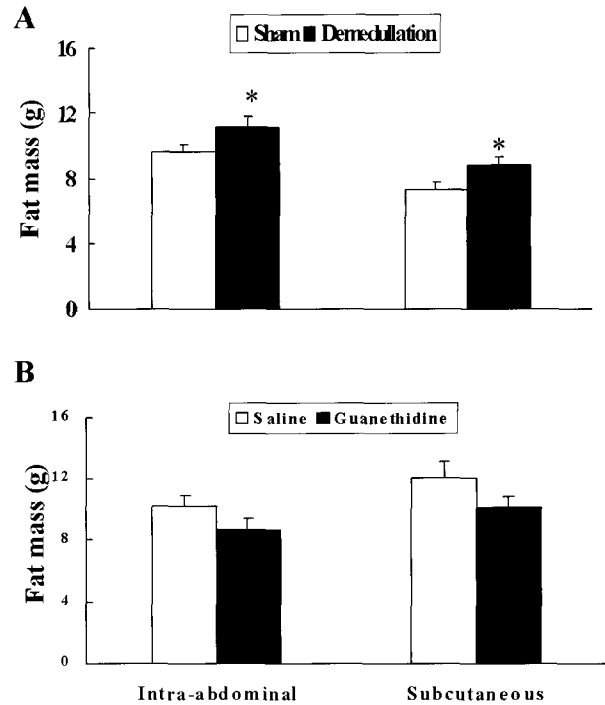 A
Sham Demedullation
16
12
8
4
0
Fat mass (g)
*
*
B
Saline Guanethidine
16
12
8
4
0
Fat mass (g)
Intra-abdominal Subcutaneous